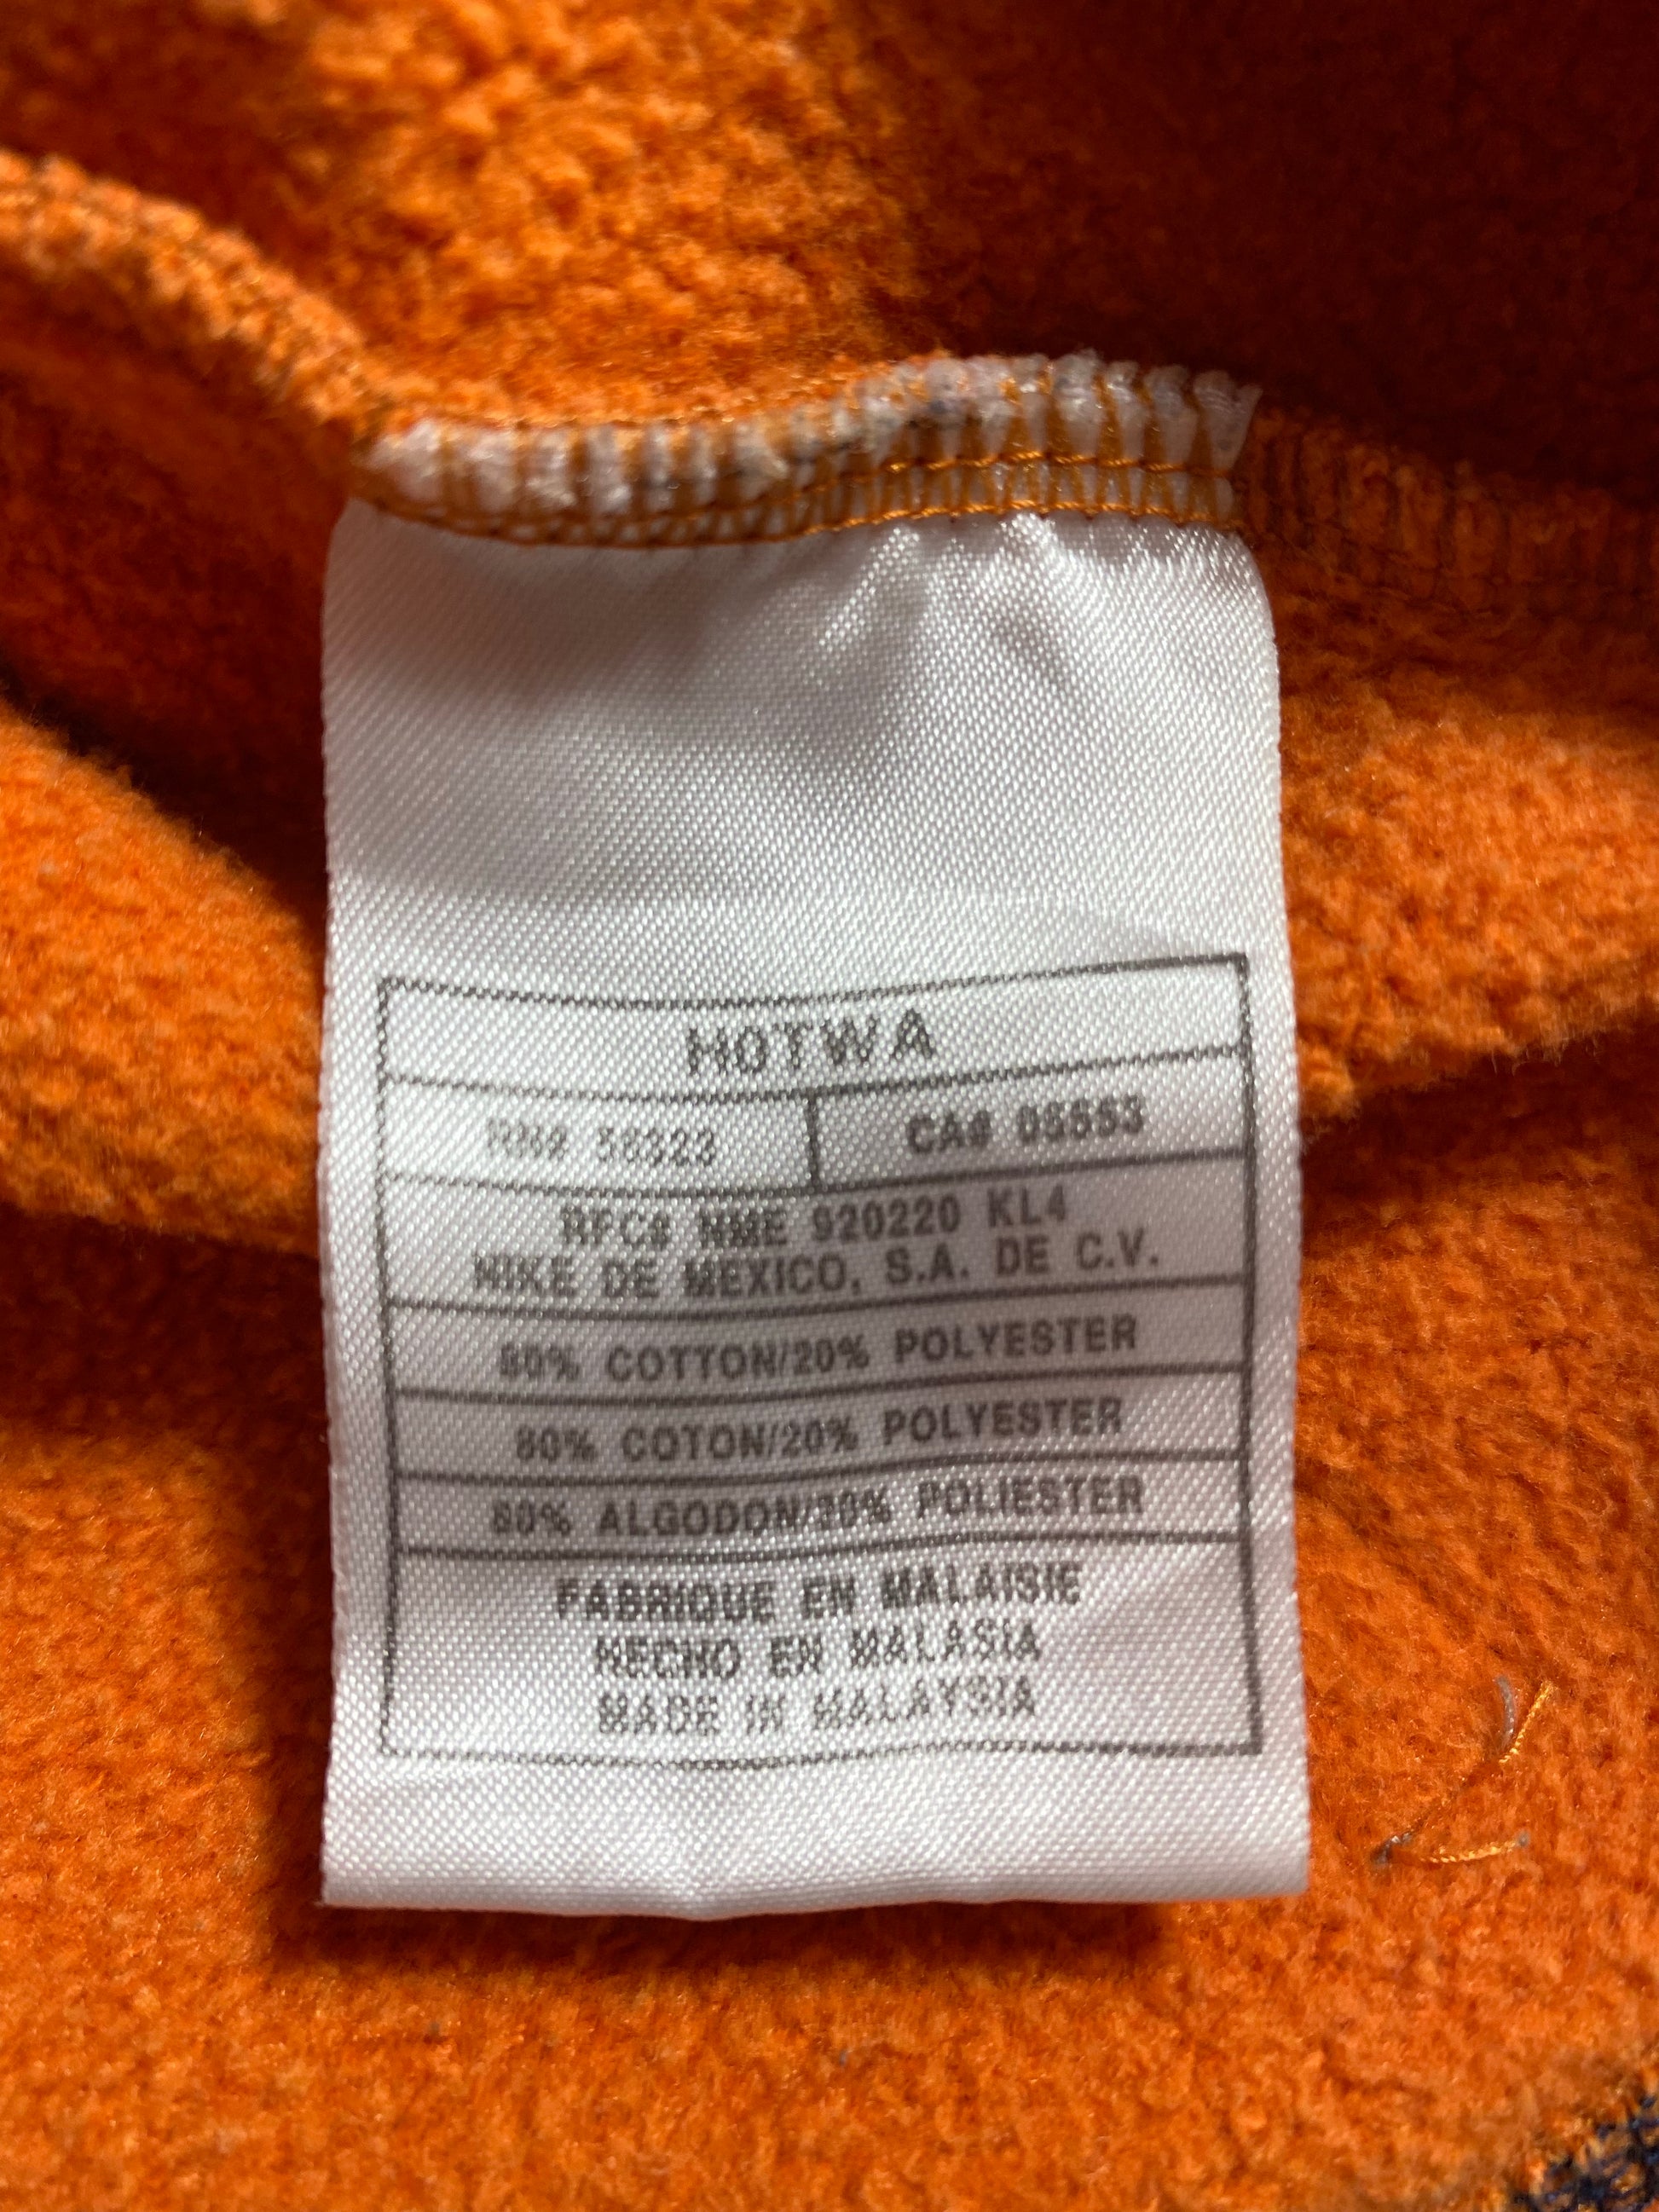 HOTWA
RN# 56323 CA# 05553
RFC# NME 920220 KL4
NIKE DE MEXICO, S.A. DE C.V.
80% COTTON/20% POLYESTER
80% COTON/20% POLYESTER
80% ALGODON/20% POLIESTER
FABRIQUE EN MALAISIE
HECHO EN MALASIA
MADE IN MALAYSIA